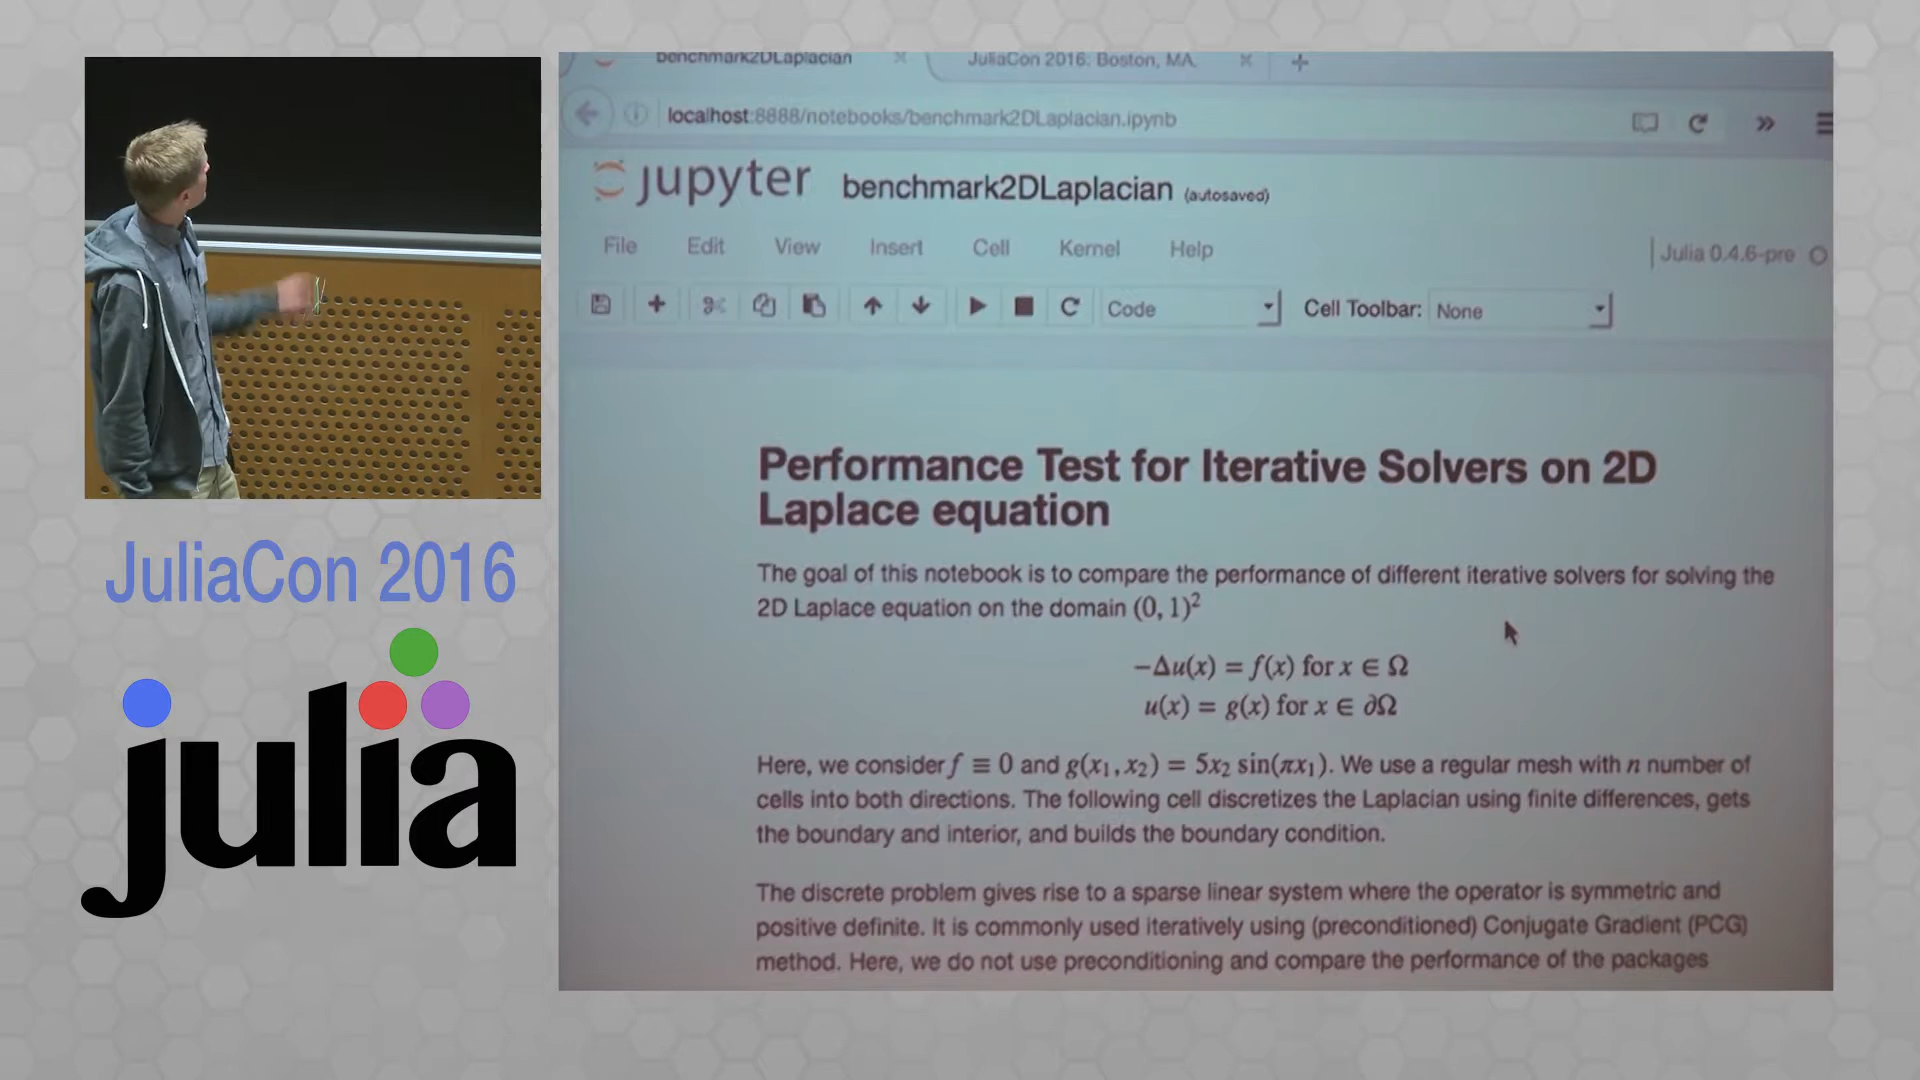 benchmark2DLaplacian
JuliaCon 2016: Boston, MA.
localhost:8888/notebooks/benchmark2DLaplacian.ipynb
jupyter benchmark2DLaplacian (autosaved)
File Edit View Insert Cell Kernel Help
Julia 0.4.6-pre
Code
Cell Toolbar: None
Performance Test for Iterative Solvers on 2D
Laplace equation
The goal of this notebook is to compare the performance of different iterative solvers for solving the
2D Laplace equation on the domain (0, 1)²
−Δu(x) = f(x) for x ∈ Ω
u(x) = g(x) for x ∈ ∂Ω
Here, we consider f ≡ 0 and g(x₁, x₂) = 5x₂ sin(πx₁). We use a regular mesh with n number of
cells into both directions. The following cell discretizes the Laplacian using finite differences, gets
the boundary and interior, and builds the boundary condition.
The discrete problem gives rise to a sparse linear system where the operator is symmetric and
positive definite. It is commonly used iteratively using (preconditioned) Conjugate Gradient (PCG)
method. Here, we do not use preconditioning and compare the performance of the packages
JuliaCon 2016
julia